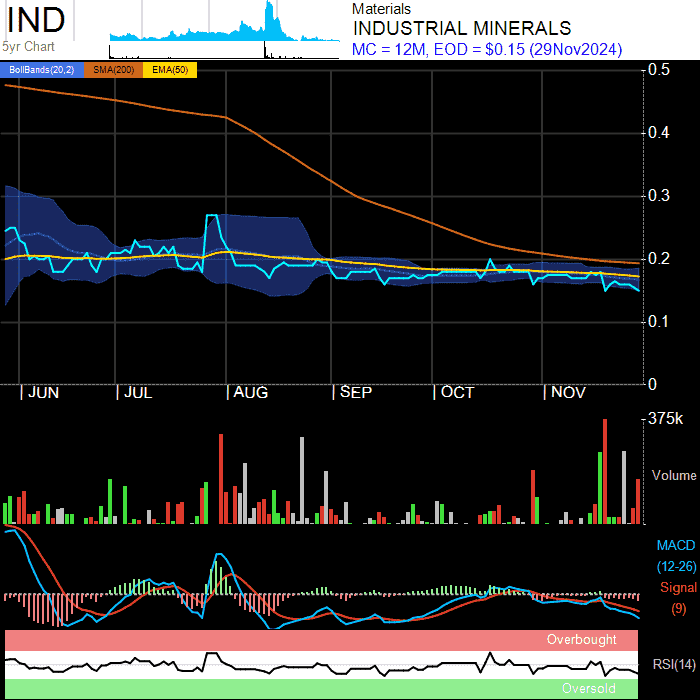 IND
5yr Chart
Materials
INDUSTRIAL MINERALS
MC = 12M, EOD = $0.15 (29Nov2024)
BollBands(20,2) SMA(200) EMA(50)
0.5
0.4
0.3
0.2
0.1
0
| JUN | JUL | AUG | SEP | OCT | NOV
375k
Volume
MACD
(12-26)
Signal
(9)
Overbought
RSI(14)
Oversold